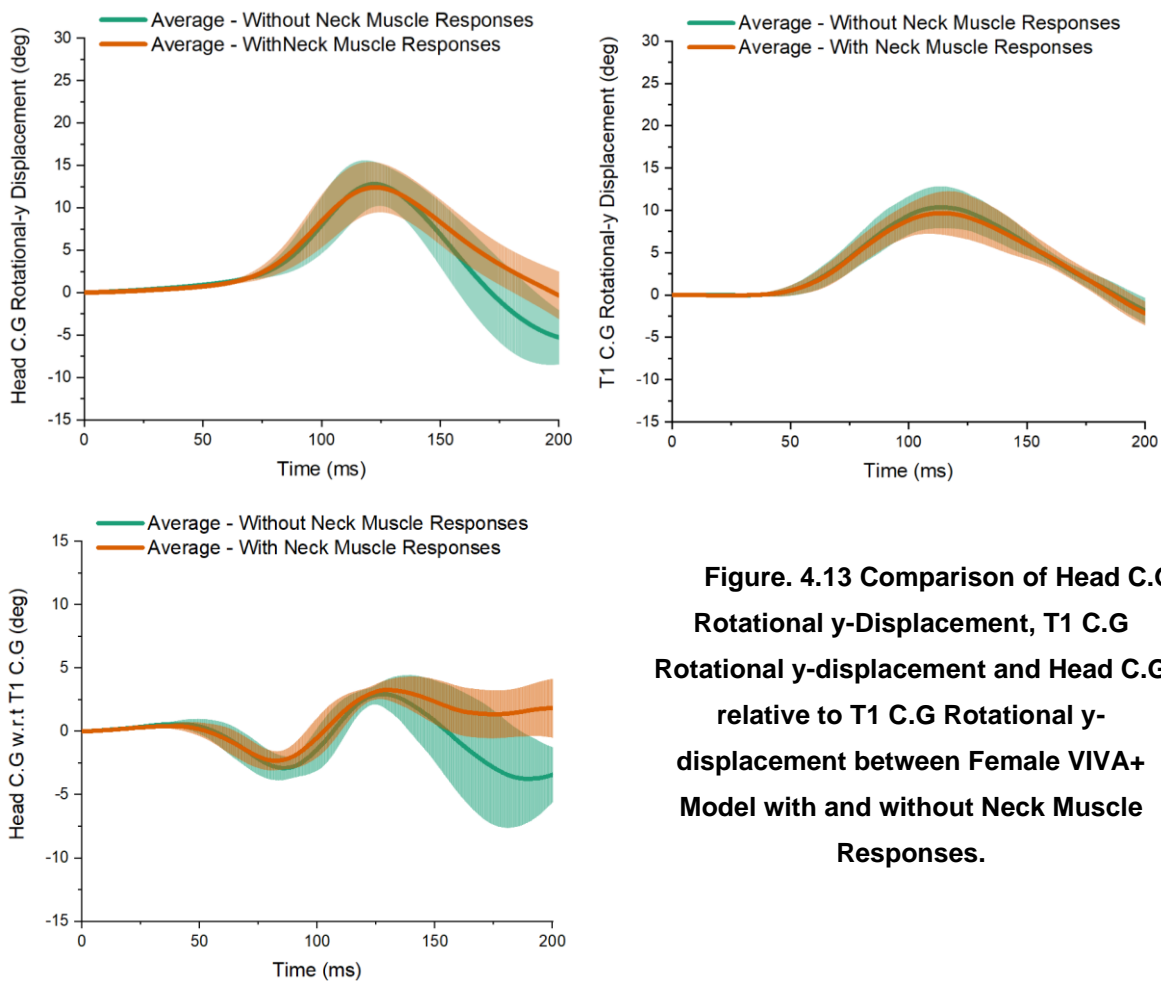 Average - Without Neck Muscle Responses
Average - WithNeck Muscle Responses
Head C.G Rotational-y Displacement (deg)
30
25
20
15
10
5
0
-5
-10
-15
0 50 100 150 200
Time (ms)
Average - Without Neck Muscle Responses
Average - With Neck Muscle Responses
T1 C.G Rotational-y Displacement (deg)
30
25
20
15
10
5
0
-5
-10
-15
0 50 100 150 200
Time (ms)
Average - Without Neck Muscle Responses
Average - With Neck Muscle Responses
Head C.G w.r.t T1 C.G (deg)
15
10
5
0
-5
-10
-15
0 50 100 150 200
Time (ms)
Figure. 4.13 Comparison of Head C.G
Rotational y-Displacement, T1 C.G
Rotational y-displacement and Head C.G
relative to T1 C.G Rotational y-
displacement between Female VIVA+
Model with and without Neck Muscle
Responses.